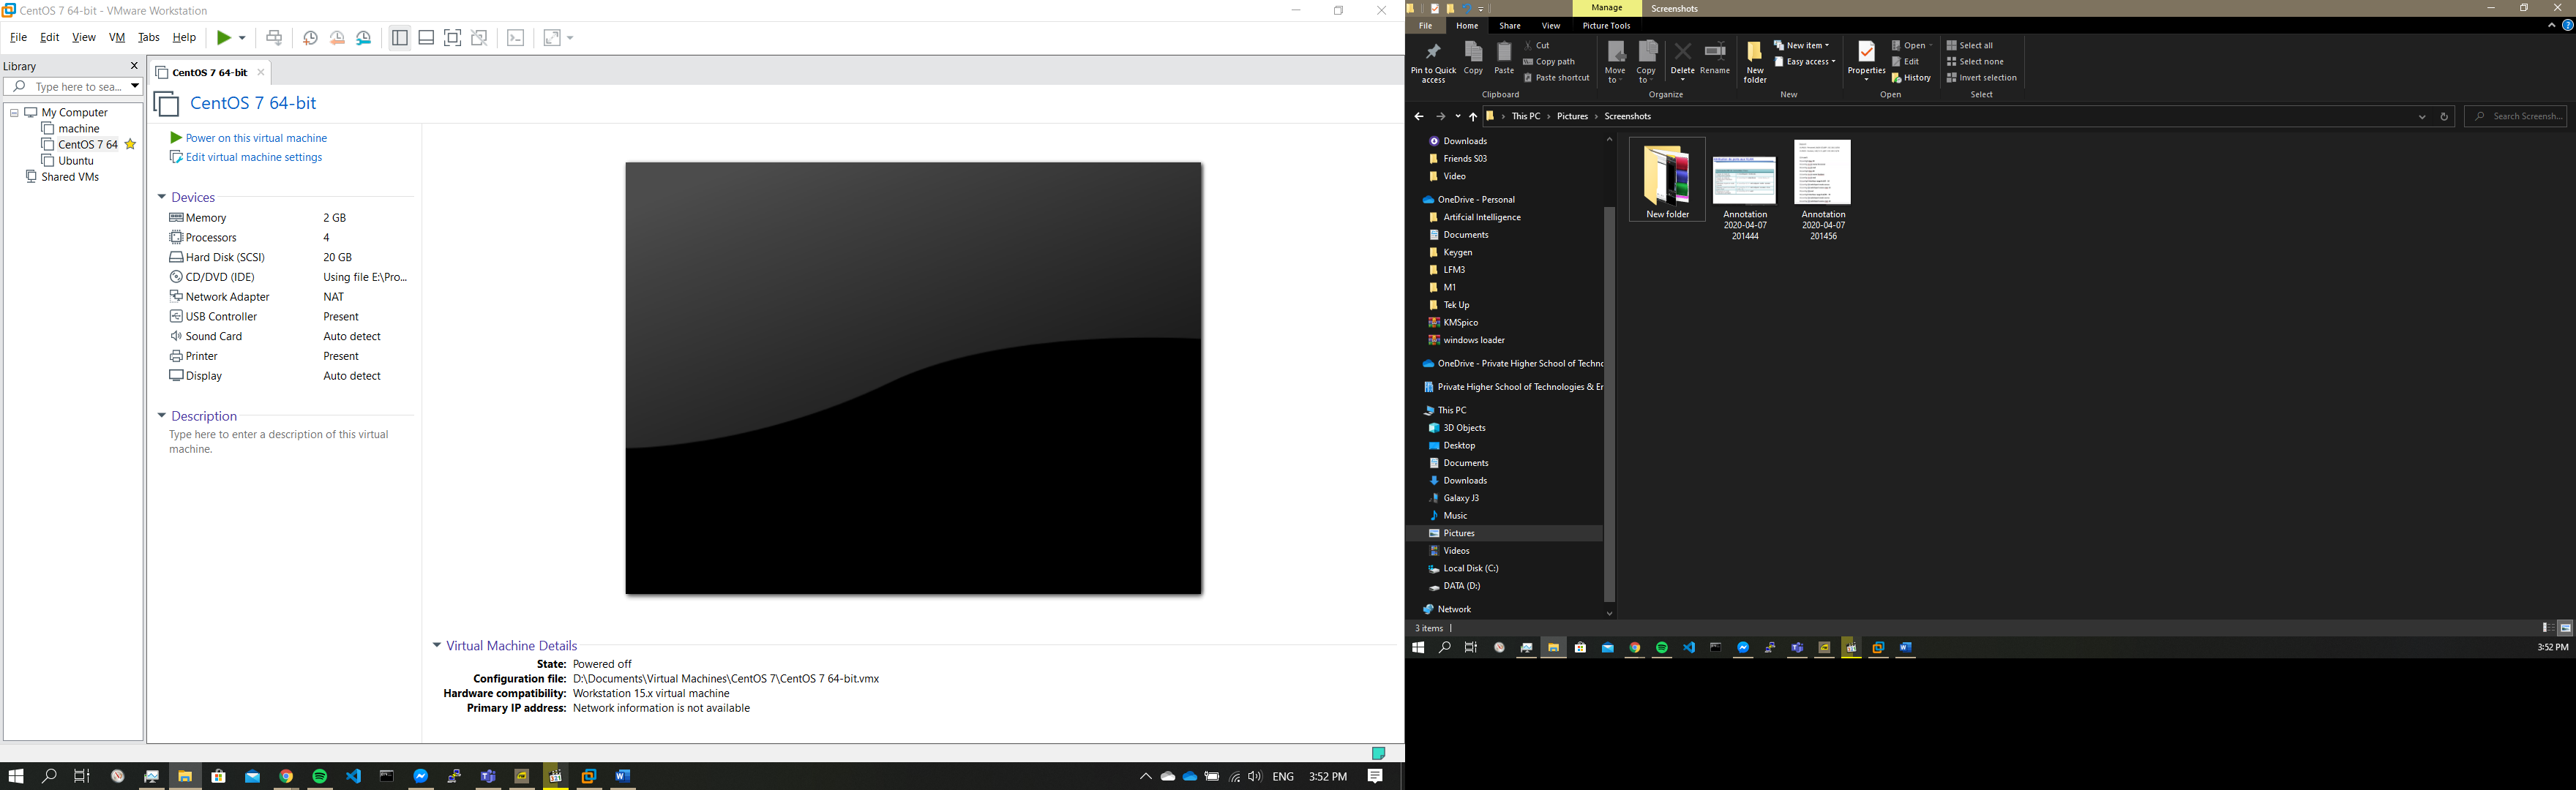 CentOS 7 64-bit - VMware Workstation
File Edit View VM Tabs Help
Library
Type here to sea...
My Computer
machine
CentOS 7 64
Ubuntu
Shared VMs
CentOS 7 64-bit
CentOS 7 64-bit
Power on this virtual machine
Edit virtual machine settings
Devices
Memory 2 GB
Processors 4
Hard Disk (SCSI) 20 GB
CD/DVD (IDE) Using file E:\Pro...
Network Adapter NAT
USB Controller Present
Sound Card Auto detect
Printer Present
Display Auto detect
Description
Type here to enter a description of this virtual
machine.
Virtual Machine Details
State: Powered off
Configuration file: D:\Documents\Virtual Machines\CentOS 7\CentOS 7 64-bit.vmx
Hardware compatibility: Workstation 15.x virtual machine
Primary IP address: Network information is not available
ENG 3:52 PM
Manage Screenshots
File Home Share View Picture Tools
Pin to Quick
access
Copy
Paste
Cut
Copy path
Paste shortcut
Clipboard
Move
to
Copy
to
Delete
Rename
Organize
New
folder
New item
Easy access
New
Properties
Open
Edit
History
Open
Select all
Select none
Invert selection
Select
This PC > Pictures > Screenshots
Search Screensh...
Downloads
Friends S03
Video
OneDrive - Personal
Artifcial Intelligence
Documents
Keygen
LFM3
M1
Tek Up
KMSpico
windows loader
OneDrive - Private Higher School of Techno
Private Higher School of Technologies & Er
This PC
3D Objects
Desktop
Documents
Downloads
Galaxy J3
Music
Pictures
Videos
Local Disk (C:)
DATA (D:)
Network
New folder
Annotation
2020-04-07
201444
Annotation
2020-04-07
201456
3 items
3:52 PM